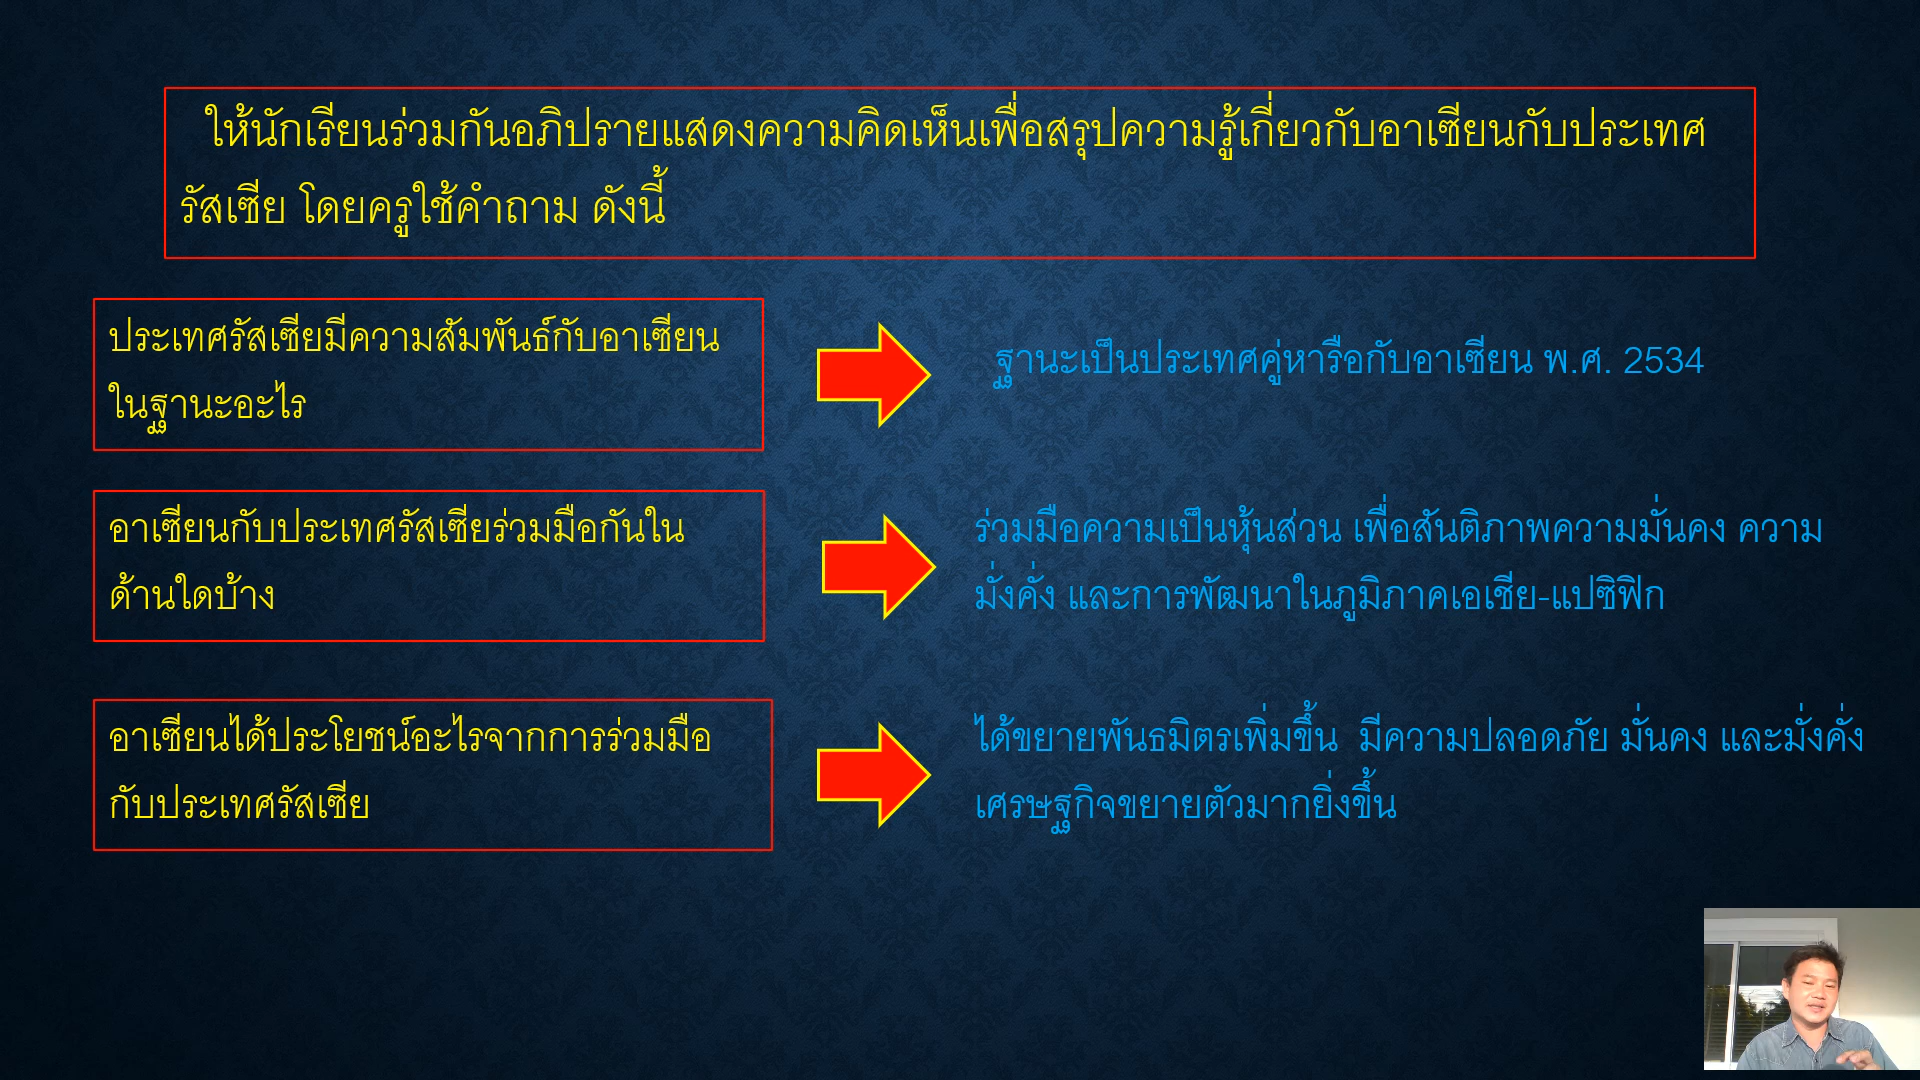 ให้นักเรียนร่วมกันอภิปรายแสดงความคิดเห็นเพื่อสรุปความรู้เกี่ยวกับอาเซียนกับประเทศ
รัสเซีย โดยครูใช้คำถาม ดังนี้
ประเทศรัสเซียมีความสัมพันธ์กับอาเซียน
ในฐานะอะไร
ฐานะเป็นประเทศคู่หารือกับอาเซียน พ.ศ. 2534
อาเซียนกับประเทศรัสเซียร่วมมือกันใน
ด้านใดบ้าง
ร่วมมือความเป็นหุ้นส่วน เพื่อสันติภาพความมั่นคง ความ
มั่งคั่ง และการพัฒนาในภูมิภาคเอเชีย-แปซิฟิก
อาเซียนได้ประโยชน์อะไรจากการร่วมมือ
กับประเทศรัสเซีย
ได้ขยายพันธมิตรเพิ่มขึ้น มีความปลอดภัย มั่นคง และมั่งคั่ง
เศรษฐกิจขยายตัวมากยิ่งขึ้น